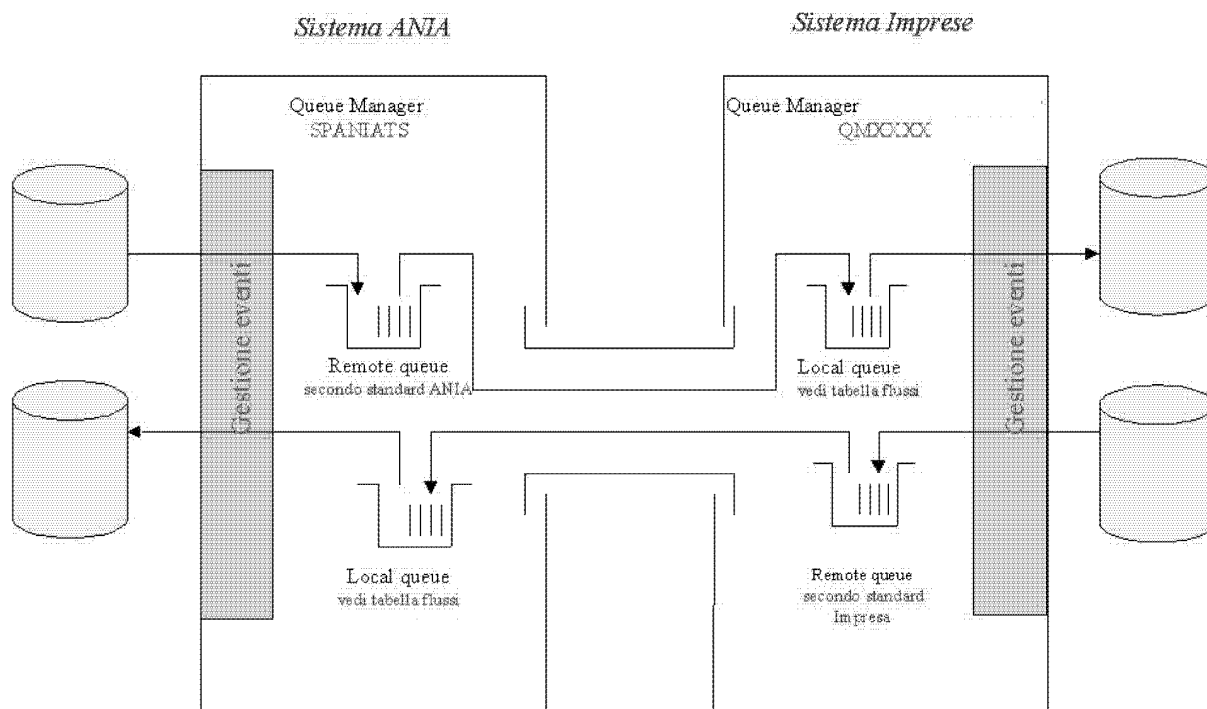 Sistema ANIA
Sistema Imprese
Queue Manager
SPANIATS
Queue Manager
QMXXXXX
Gestione eventi
Gestione eventi
Remote queue
secondo standard ANIA
Local queue
vedi tabella flussi
Local queue
vedi tabella flussi
Remote queue
secondo standard
Impresa